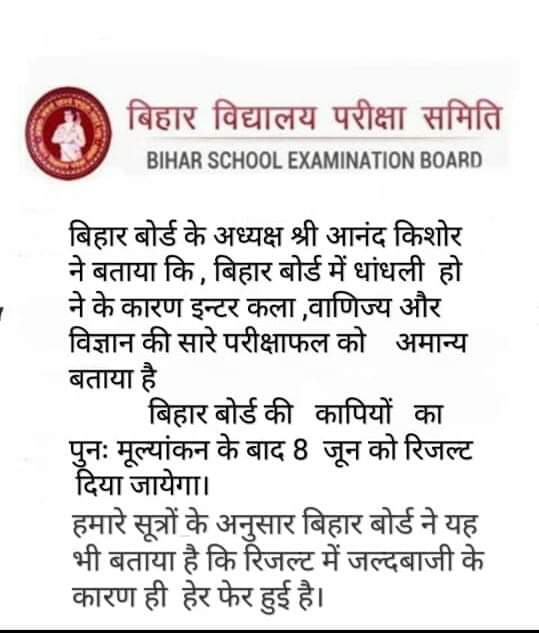 बिहार विद्यालय परीक्षा समिति
BIHAR SCHOOL EXAMINATION BOARD
बिहार बोर्ड के अध्यक्ष श्री आनंद किशोर
ने बताया कि , बिहार बोर्ड में धांधली हो
ने के कारण इन्टर कला ,वाणिज्य और
विज्ञान की सारे परीक्षाफल को अमान्य
बताया है
बिहार बोर्ड की कापियों का
पुनः मूल्यांकन के बाद 8 जून को रिजल्ट
दिया जायेगा।
हमारे सूत्रों के अनुसार बिहार बोर्ड ने यह
भी बताया है कि रिजल्ट में जल्दबाजी के
कारण ही हेर फेर हुई है।